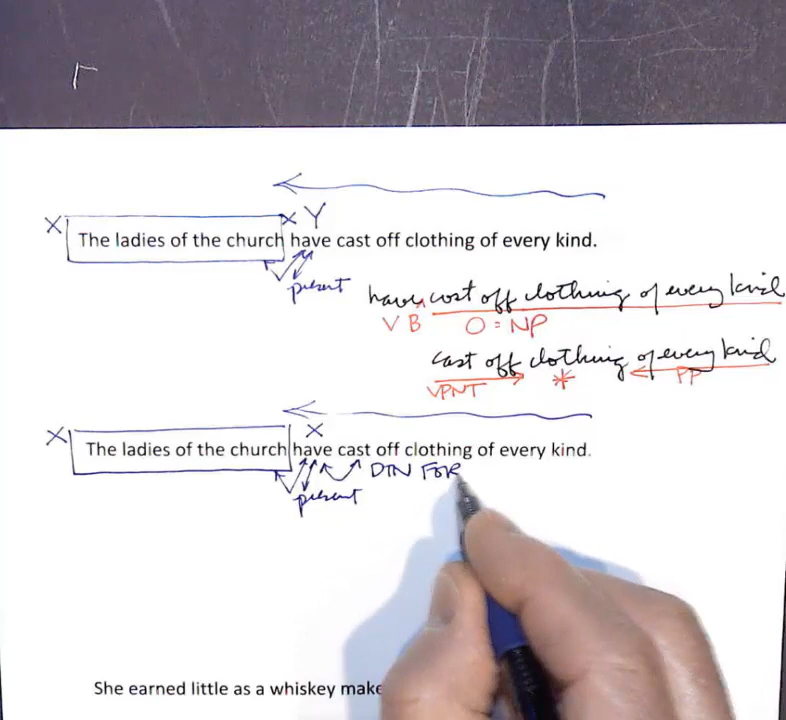 X X Y
The ladies of the church have cast off clothing of every kind.
present
have cast off clothing of every kind
V B O = NP
cast off clothing of every kind
VPNT * PP
X X
The ladies of the church have cast off clothing of every kind.
DTN FOR
present
She earned little as a whiskey make